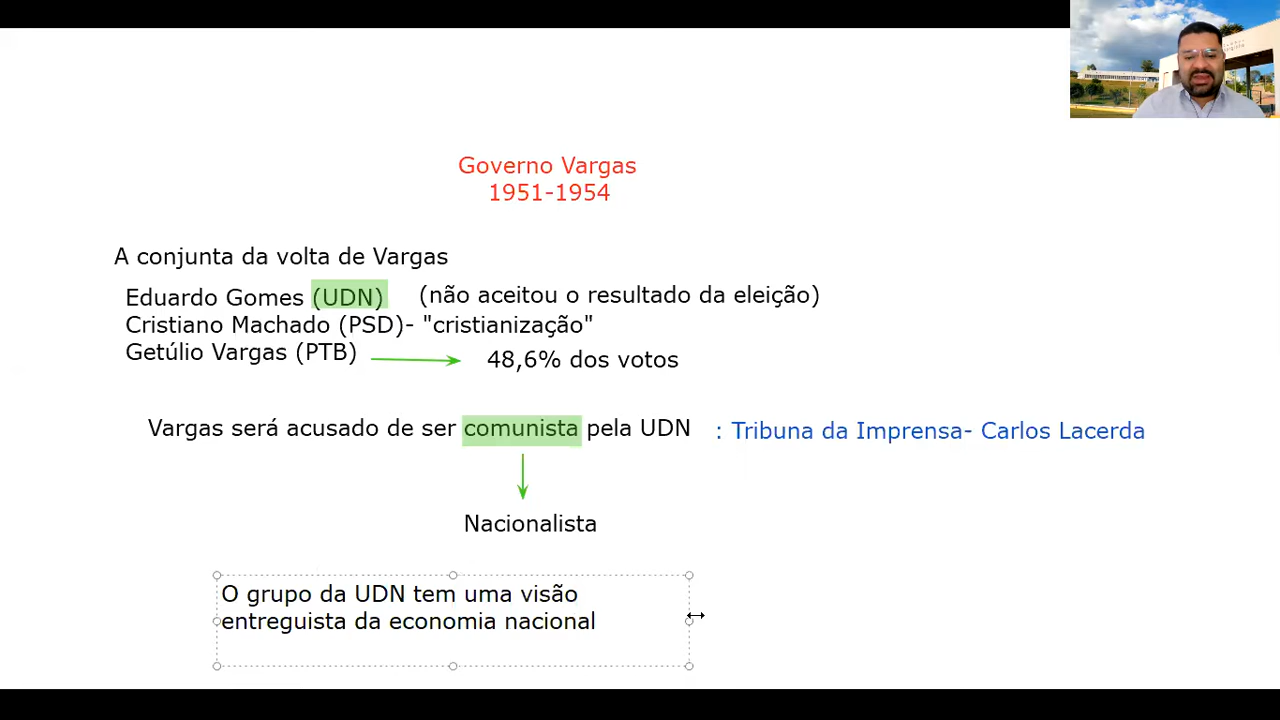 Governo Vargas
1951-1954
A conjunta da volta de Vargas
Eduardo Gomes (UDN) (não aceitou o resultado da eleição)
Cristiano Machado (PSD)- "cristianização"
Getúlio Vargas (PTB) 48,6% dos votos
Vargas será acusado de ser comunista pela UDN : Tribuna da Imprensa- Carlos Lacerda
Nacionalista
O grupo da UDN tem uma visão
entreguista da economia nacional